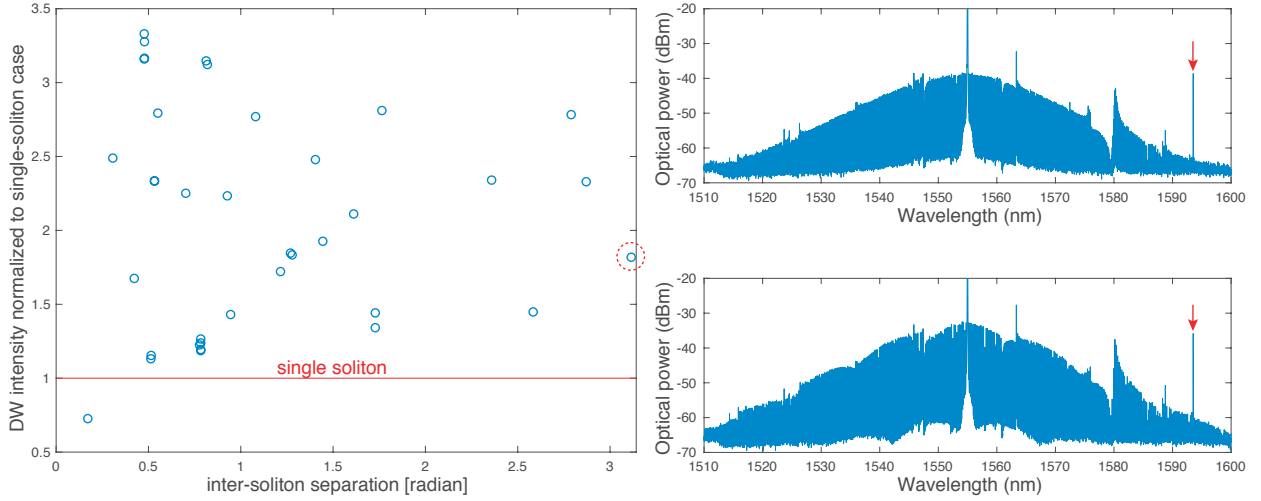 DW intensity normalized to single-soliton case
3.5
3
2.5
2
1.5
1
0.5
single soliton
0 0.5 1 1.5 2 2.5 3
inter-soliton separation [radian]
Optical power (dBm)
-20
-30
-40
-50
-60
-70
1510 1520 1530 1540 1550 1560 1570 1580 1590 1600
Wavelength (nm)
Optical power (dBm)
-20
-30
-40
-50
-60
-70
1510 1520 1530 1540 1550 1560 1570 1580 1590 1600
Wavelength (nm)